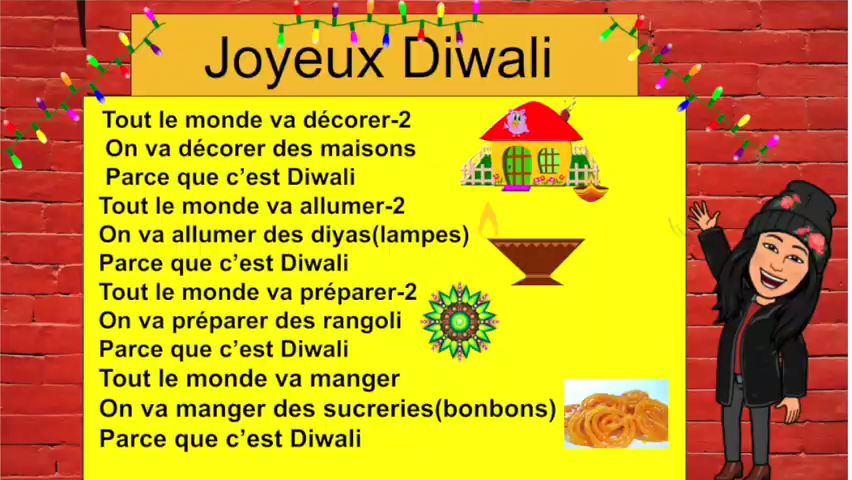 Joyeux Diwali
Tout le monde va décorer-2
On va décorer des maisons
Parce que c’est Diwali
Tout le monde va allumer-2
On va allumer des diyas(lampes)
Parce que c’est Diwali
Tout le monde va préparer-2
On va préparer des rangoli
Parce que c’est Diwali
Tout le monde va manger
On va manger des sucreries(bonbons)
Parce que c’est Diwali